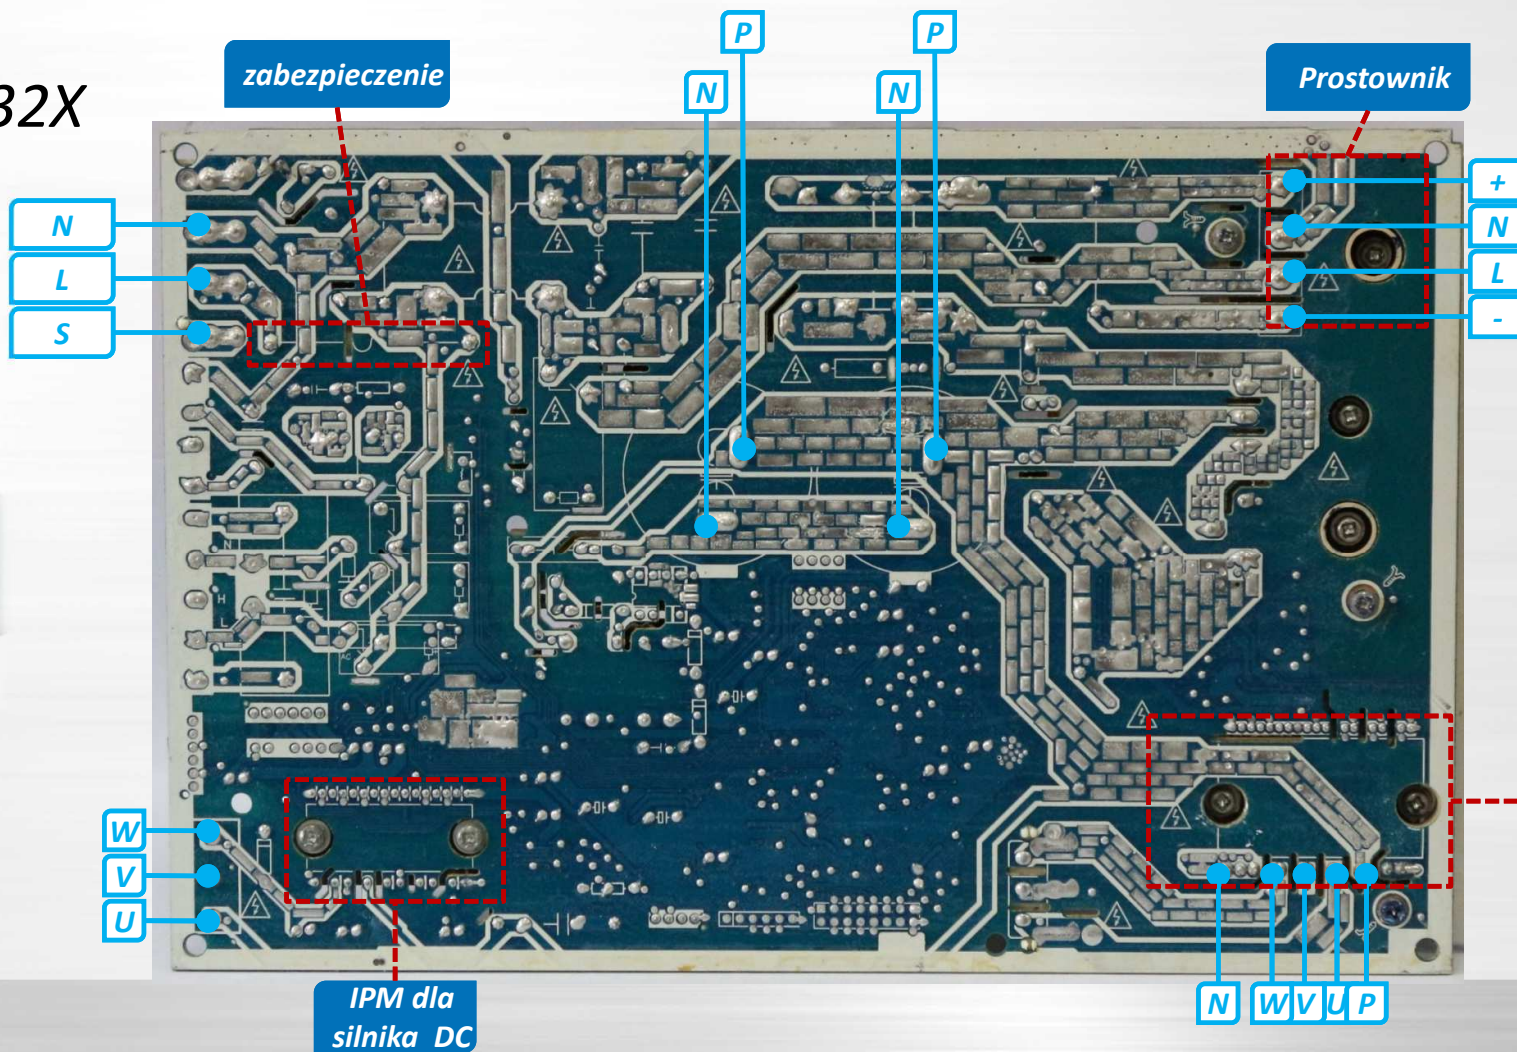 P
P
zabezpieczenie
Prostownik
N
N
32X
+
N
N
L
L
S
-
W
V
U
N
W
V
U
P
IPM dla
silnika DC